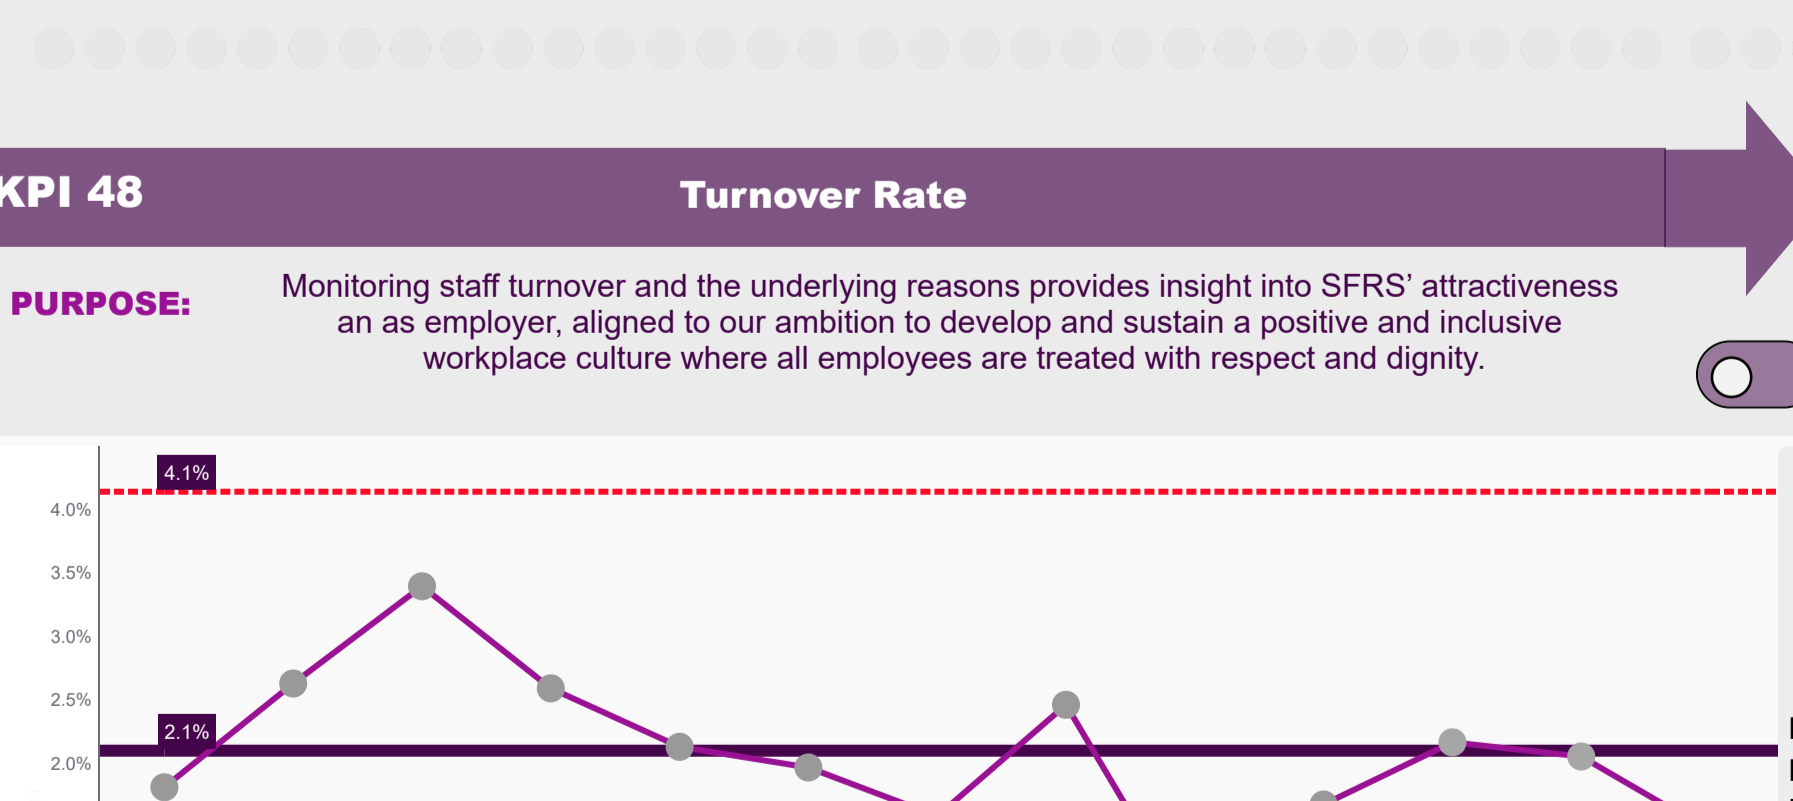 KPI 48
Turnover Rate
PURPOSE:
Monitoring staff turnover and the underlying reasons provides insight into SFRS’ attractiveness
an as employer, aligned to our ambition to develop and sustain a positive and inclusive
workplace culture where all employees are treated with respect and dignity.
4.1%
4.0%
3.5%
3.0%
2.5%
2.1%
2.0%